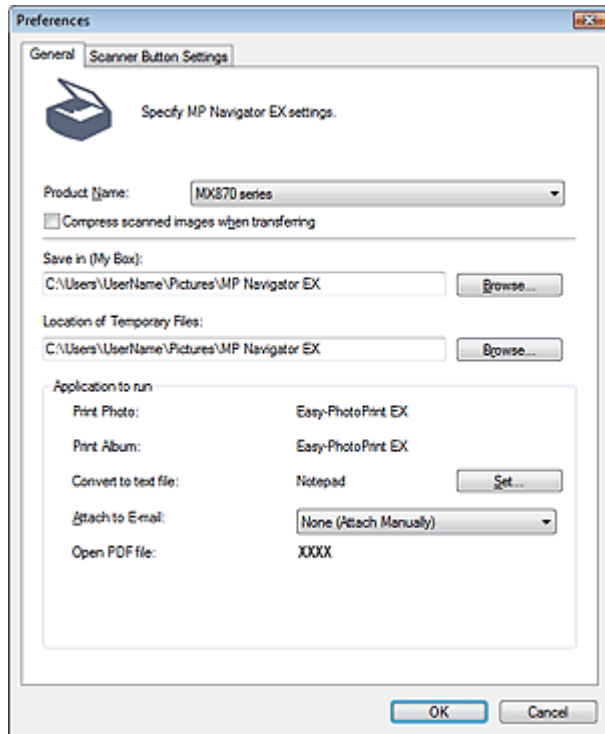 Preferences
General Scanner Button Settings
Specify MP Navigator EX settings.
Product Name: MX870 series
Compress scanned images when transferring
Save in (My Box):
C:\Users\UserName\Pictures\MP Navigator EX Browse...
Location of Temporary Files:
C:\Users\UserName\Pictures\MP Navigator EX Browse...
Application to run
Print Photo: Easy-PhotoPrint EX
Print Album: Easy-PhotoPrint EX
Convert to text file: Notepad Set...
Attach to E-mail: None (Attach Manually)
Open PDF file: XXXX
OK Cancel